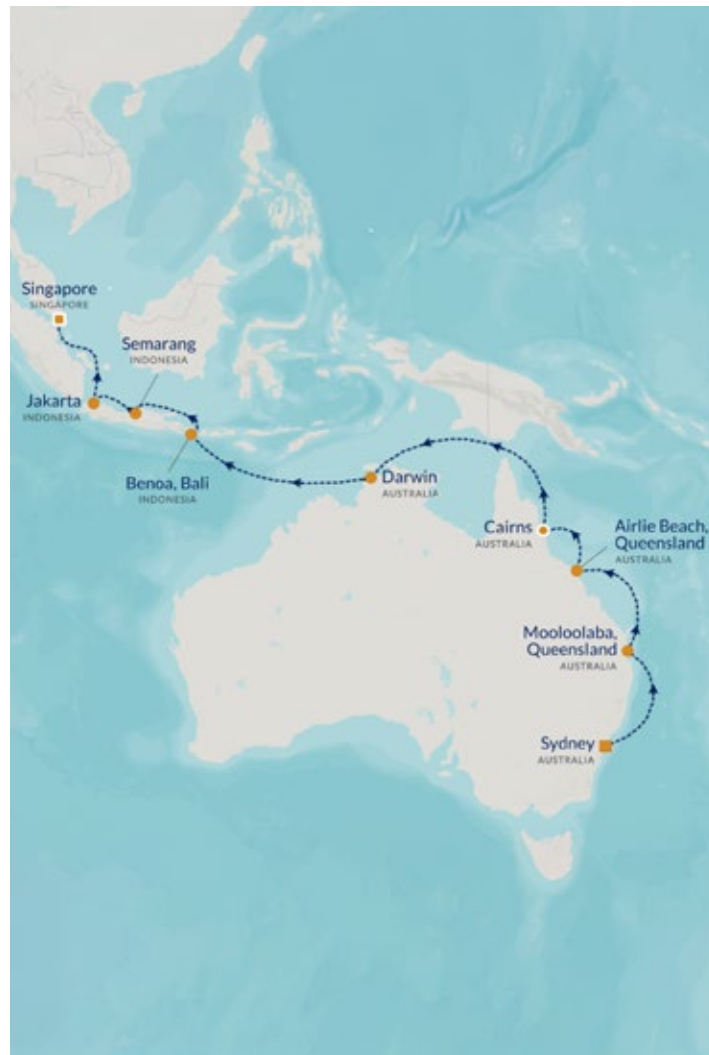 Singapore
SINGAPORE
Semarang
INDONESIA
Jakarta
INDONESIA
Benoa, Bali
INDONESIA
Darwin
AUSTRALIA
Cairns
AUSTRALIA
Airlie Beach,
Queensland
AUSTRALIA
Mooloolaba,
Queensland
AUSTRALIA
Sydney
AUSTRALIA